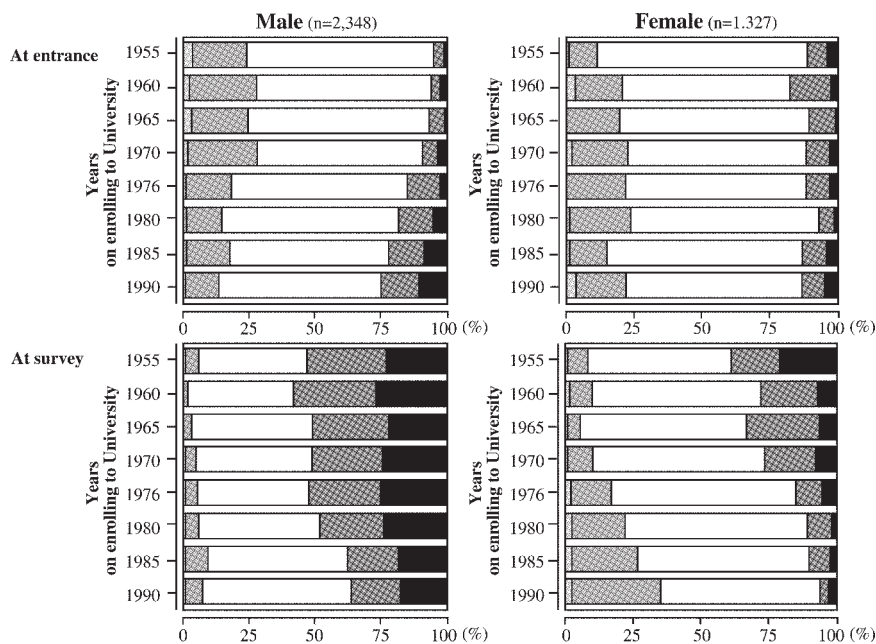 Male (n=2,348)
Female (n=1.327)
At entrance
Years
on enrolling to University
1955
1960
1965
1970
1976
1980
1985
1990
0 25 50 75 100 (%)
Years
on enrolling to University
1955
1960
1965
1970
1976
1980
1985
1990
0 25 50 75 100 (%)
At survey
Years
on enrolling to University
1955
1960
1965
1970
1976
1980
1985
1990
0 25 50 75 100 (%)
Years
on enrolling to University
1955
1960
1965
1970
1976
1980
1985
1990
0 25 50 75 100 (%)